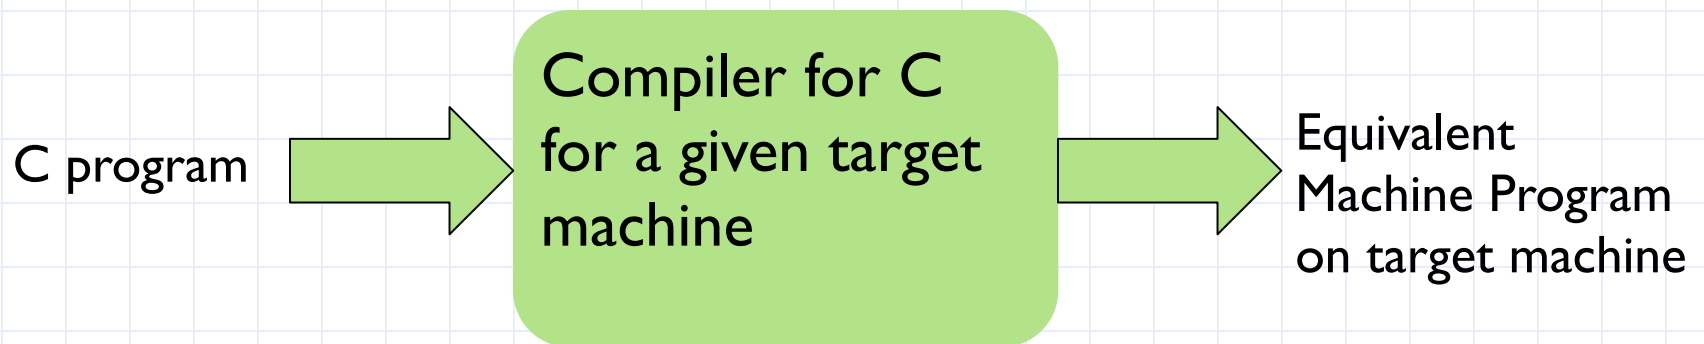 C program
Compiler for C
for a given target
machine
Equivalent
Machine Program
on target machine